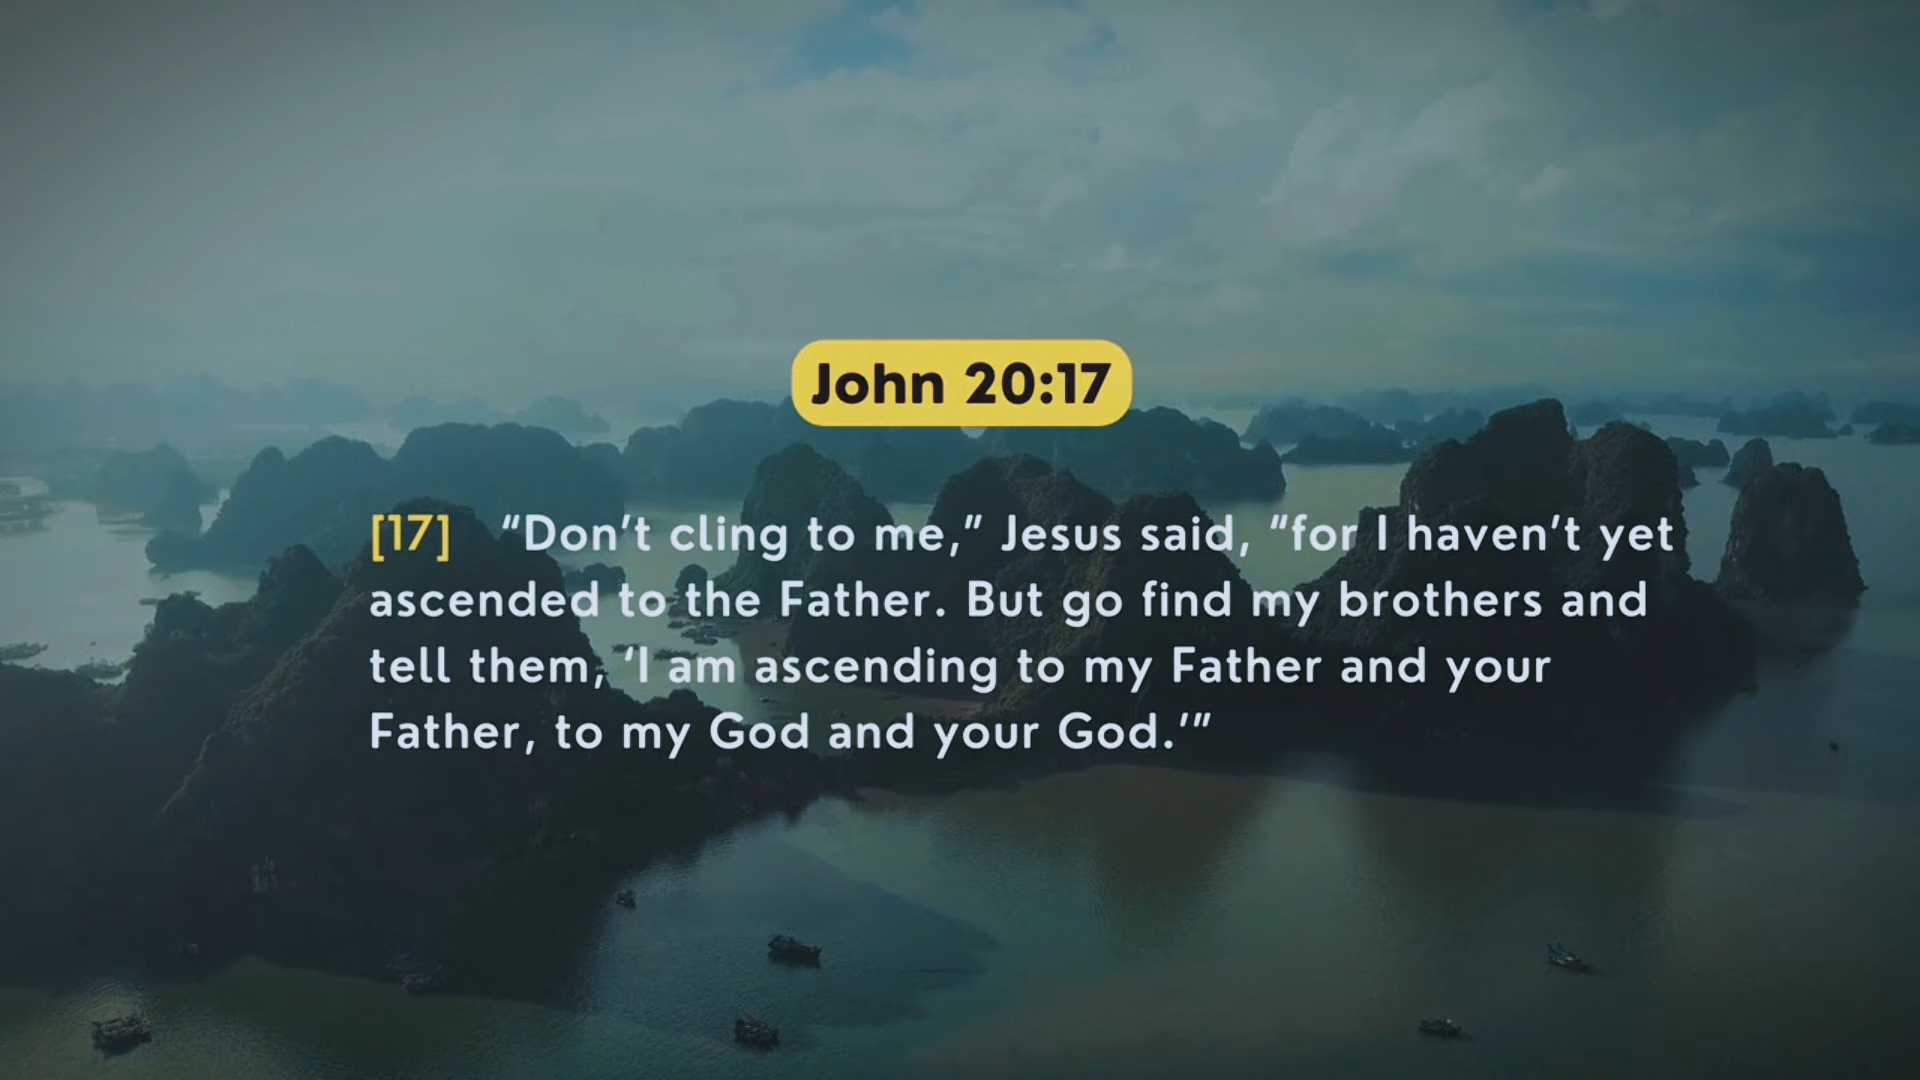 John 20:17
[17] “Don’t cling to me,” Jesus said, “for I haven’t yet
ascended to the Father. But go find my brothers and
tell them, ‘I am ascending to my Father and your
Father, to my God and your God.’”